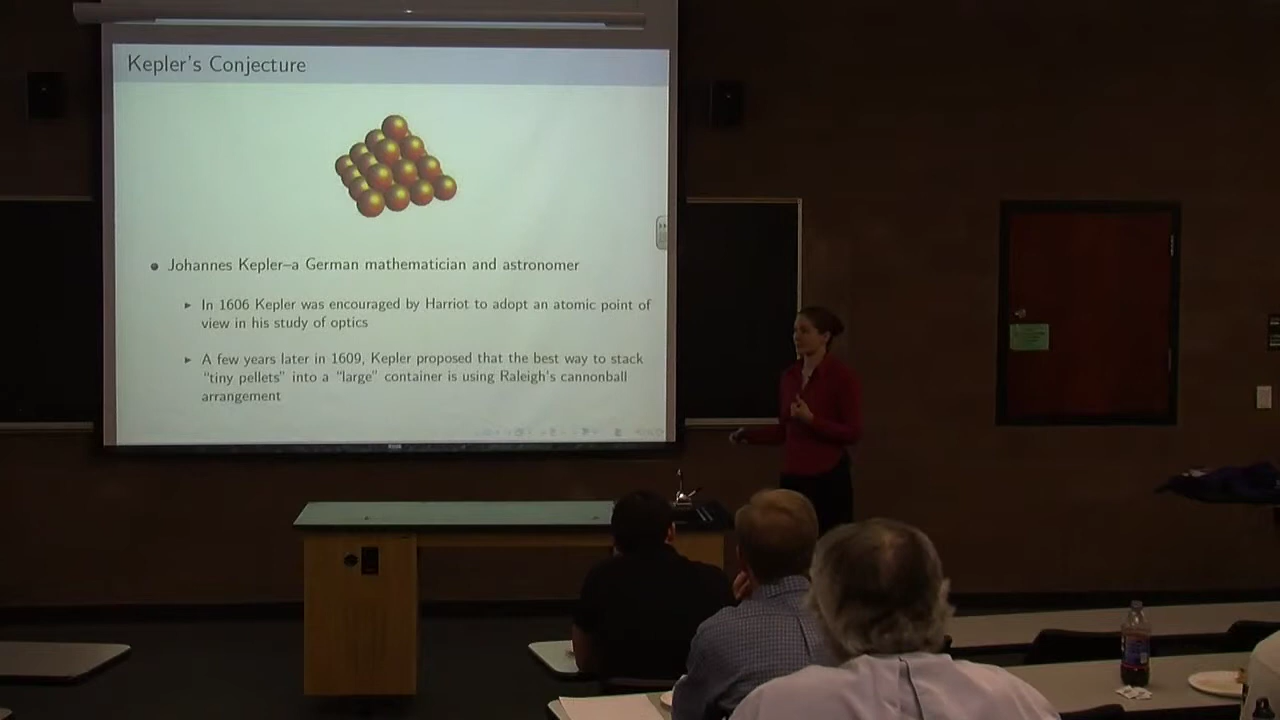 Kepler's Conjecture
Johannes Kepler–a German mathematician and astronomer
In 1606 Kepler was encouraged by Harriot to adopt an atomic point of
view in his study of optics
A few years later in 1609, Kepler proposed that the best way to stack
"tiny pellets" into a "large" container is using Raleigh's cannonball
arrangement